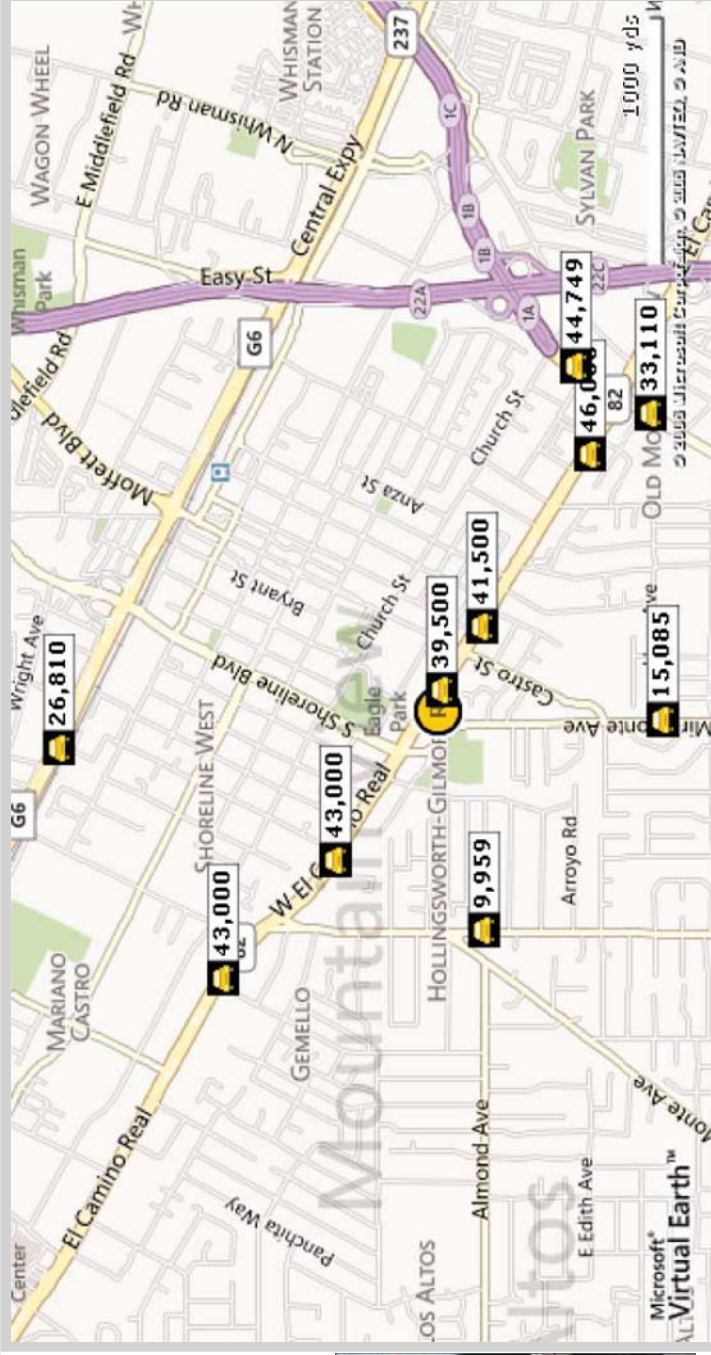 WAGON WHEEL
E Middlefield Rd
WHISMAN
STATION
237
N Whisman Rd
1C
1000 yds
Whisman
Park
Central Expy
SYLVAN PARK
1B
1B
Easy St
22A
1A
22C
El Cam
G6
44,749
46,0
82
33,110
Moffett Blvd
Church St
OLD MO
Anza St
Bryant St
Church St
41,500
39,500
Wright Ave
26,810
S Shoreline Blvd
Eagle
Park
Castro St
15,085
Mountain View
SHORELINE WEST
43,000
W El Camino Real
HOLLINGSWORTH-GILMOR
Arroyo Rd
G6
43,000
9,959
MARIANO
CASTRO
GEMELLO
El Camino Real
Almond Ave
Monte Ave
Panchita Way
E Edith Ave
Center
OS ALTOS
Altos
Microsoft®
Virtual Earth™